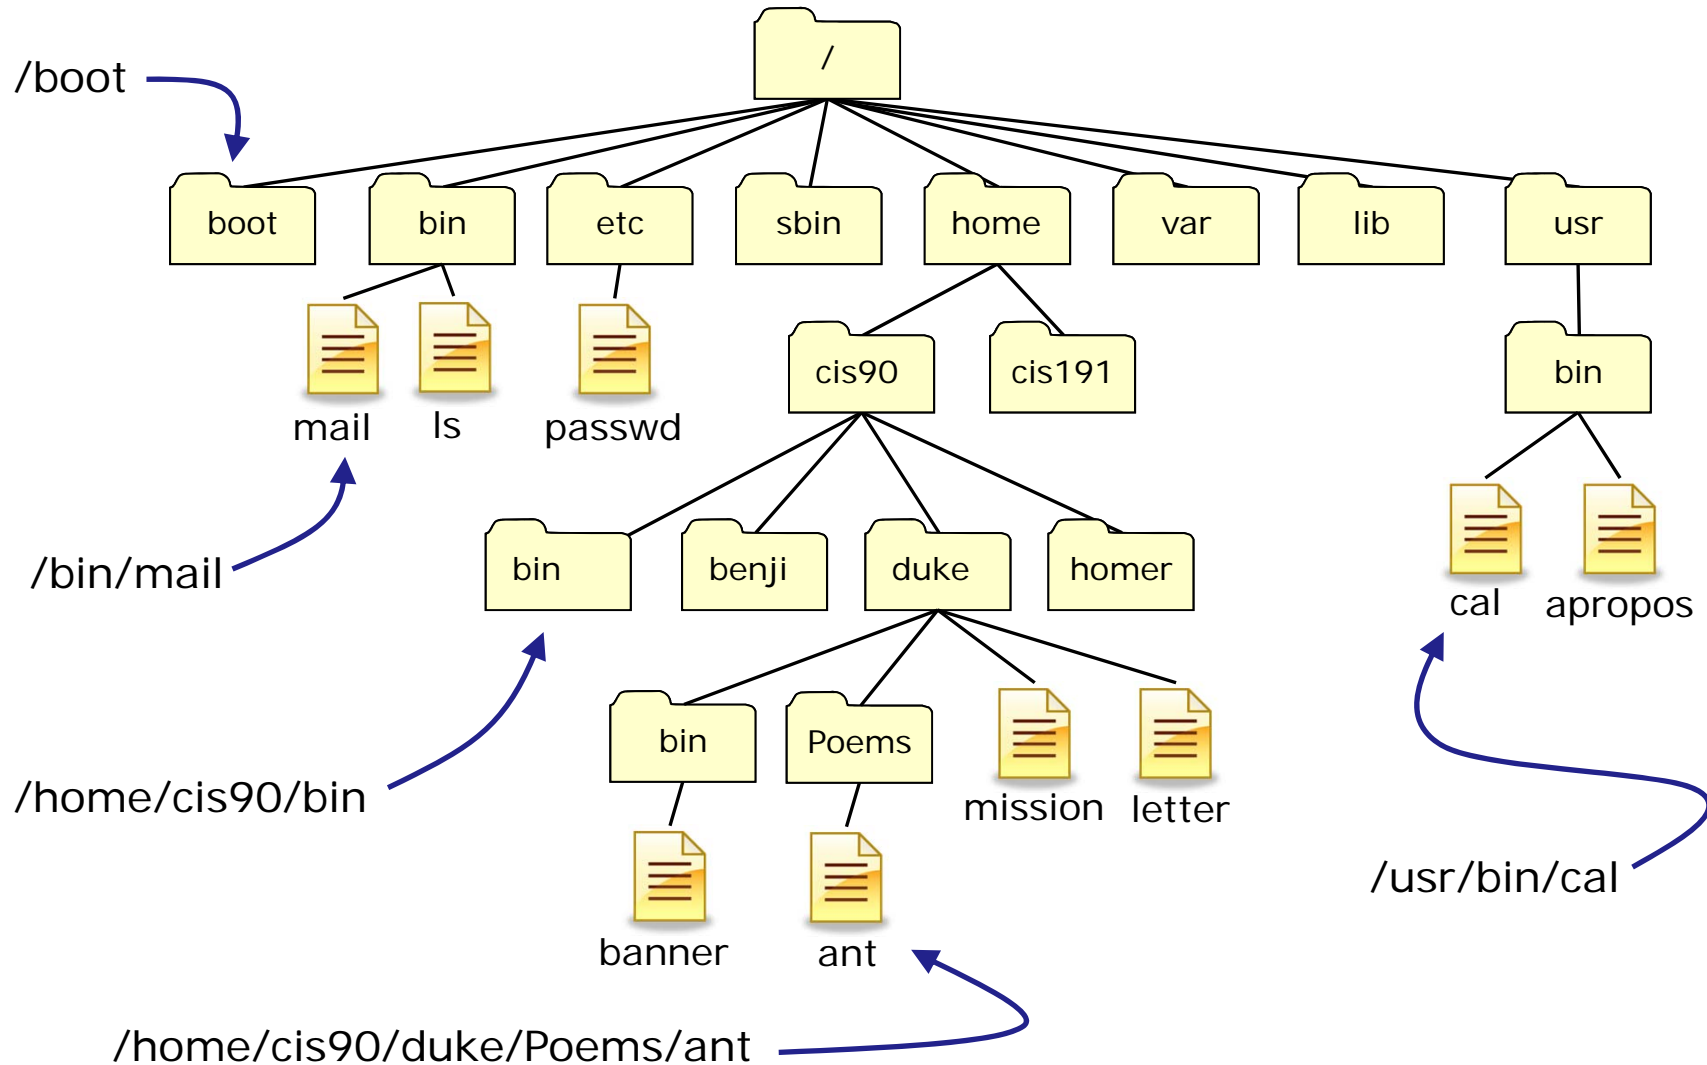 /
/boot
boot
bin
etc
sbin
home
var
lib
usr
cis90
cis191
bin
mail
ls
passwd
/bin/mail
bin
benji
duke
homer
cal
apropos
bin
Poems
/home/cis90/bin
mission
letter
/usr/bin/cal
banner
ant
/home/cis90/duke/Poems/ant